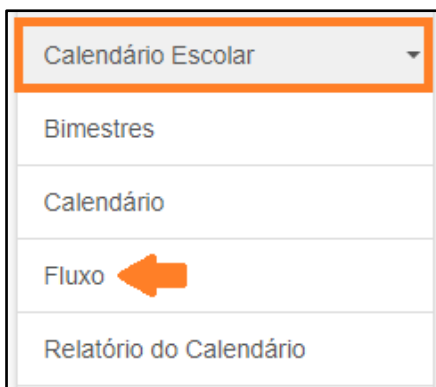 Calendário Escolar
Bimestres
Calendário
Fluxo
Relatório do Calendário